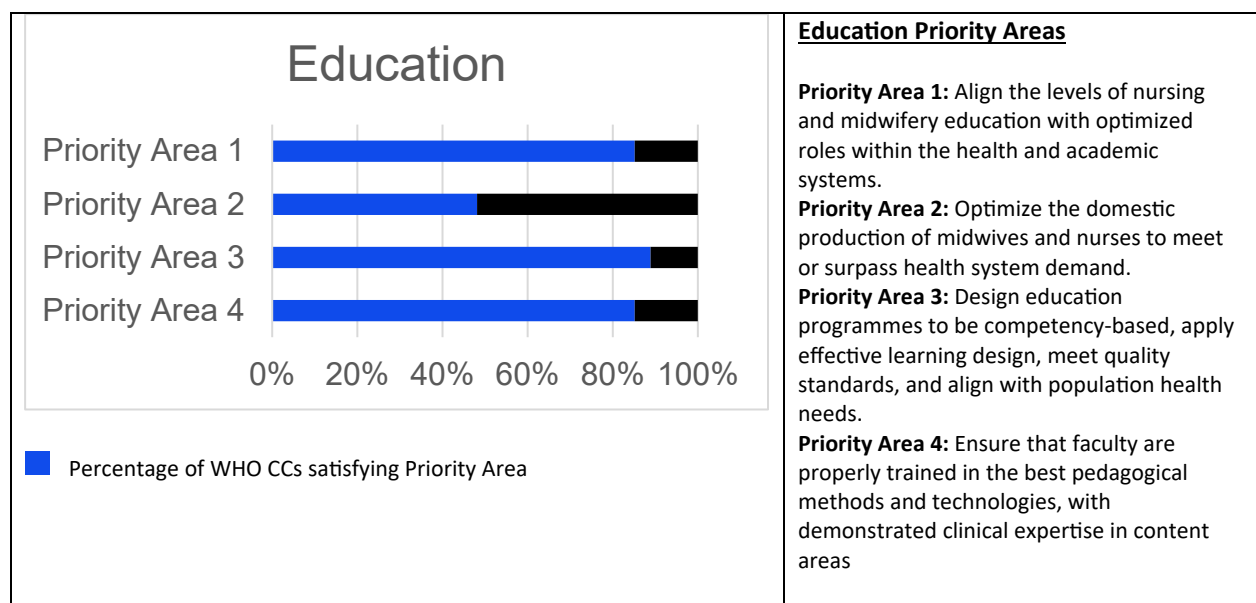 Education
Priority Area 1
Priority Area 2
Priority Area 3
Priority Area 4
0% 20% 40% 60% 80% 100%
Percentage of WHO CCs satisfying Priority Area
Education Priority Areas
Priority Area 1: Align the levels of nursing
and midwifery education with optimized
roles within the health and academic
systems.
Priority Area 2: Optimize the domestic
production of midwives and nurses to meet
or surpass health system demand.
Priority Area 3: Design education
programmes to be competency-based, apply
effective learning design, meet quality
standards, and align with population health
needs.
Priority Area 4: Ensure that faculty are
properly trained in the best pedagogical
methods and technologies, with
demonstrated clinical expertise in content
areas